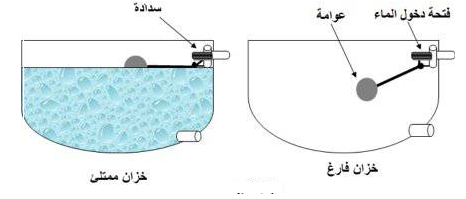 سدادة
عوامة
فتحة دخول الماء
خزان ممتلئ
خزان فارغ